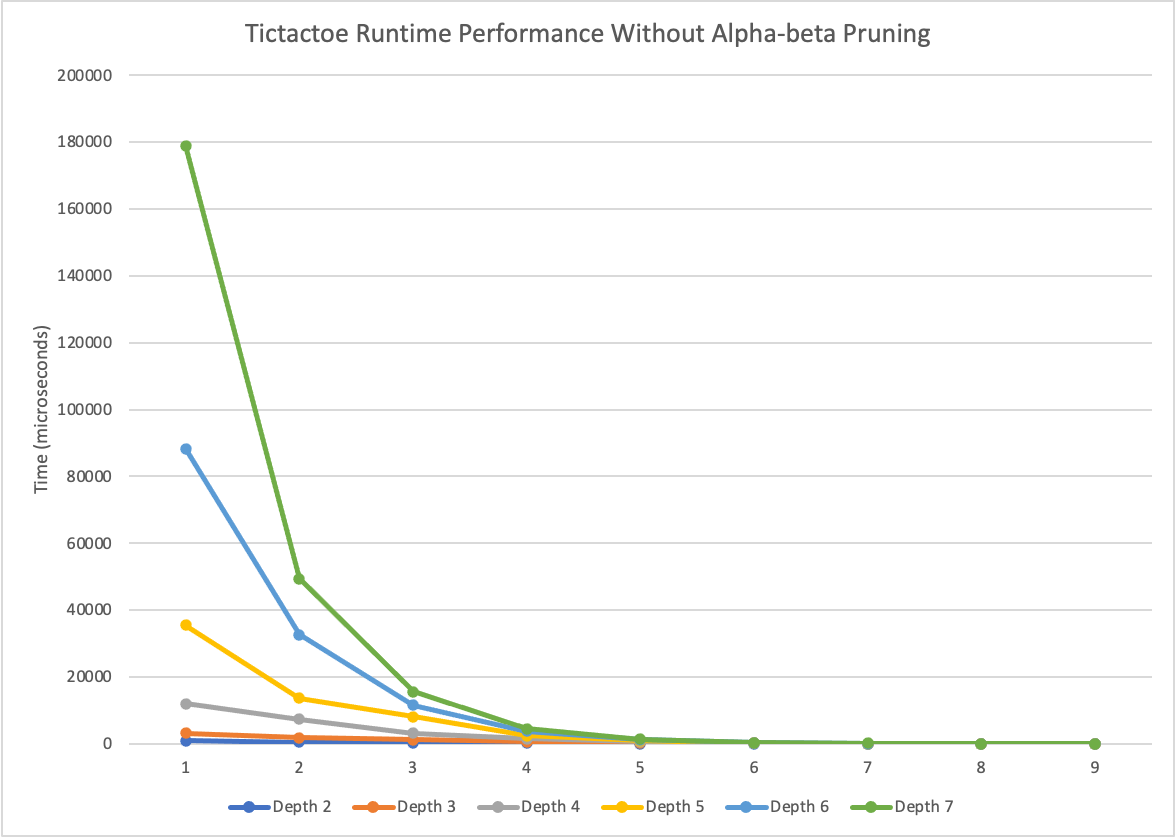 Tictactoe Runtime Performance Without Alpha-beta Pruning
200000
180000
160000
140000
120000
100000
80000
60000
40000
20000
0
Time (microseconds)
1 2 3 4 5 6 7 8 9
Depth 2 Depth 3 Depth 4 Depth 5 Depth 6 Depth 7